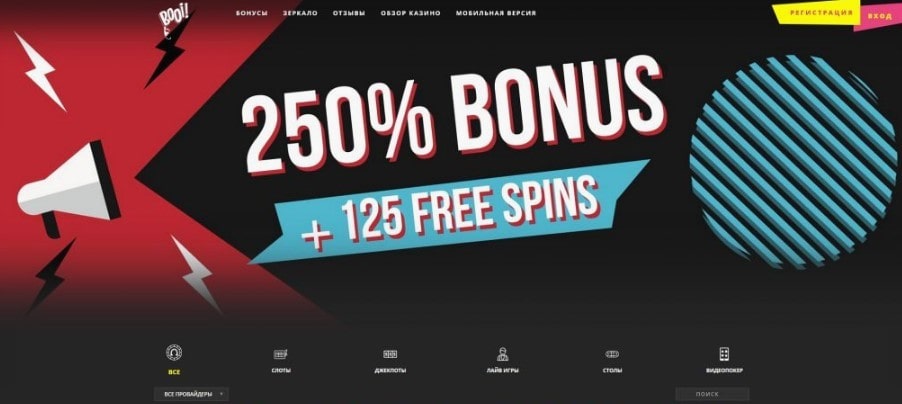 BOOI!
БОНУСЫ ЗЕРКАЛО ОТЗЫВЫ ОБЗОР КАЗИНО МОБИЛЬНАЯ ВЕРСИЯ
РЕГИСТРАЦИЯ
ВХОД
250% BONUS
+ 125 FREE SPINS
ВСЕ СЛОТЫ ДЖЕКПОТЫ ЛАЙВ ИГРЫ СТОЛЫ ВИДЕОПОКЕР
ВСЕ ПРОВАЙДЕРЫ
ПОИСК